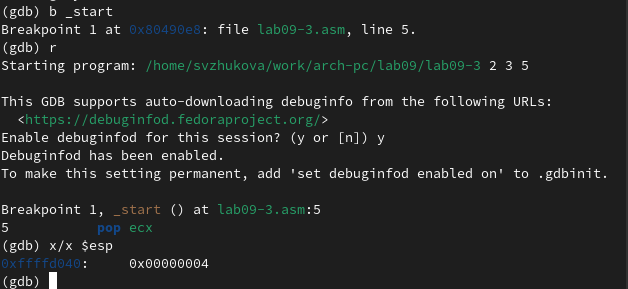 (gdb) b _start
Breakpoint 1 at 0x80490e8: file lab09-3.asm, line 5.
(gdb) r
Starting program: /home/svzhukova/work/arch-pc/lab09/lab09-3 2 3 5

This GDB supports auto-downloading debuginfo from the following URLs:
  <https://debuginfod.fedoraproject.org/>
Enable debuginfod for this session? (y or [n]) y
Debuginfod has been enabled.
To make this setting permanent, add 'set debuginfod enabled on' to .gdbinit.

Breakpoint 1, _start () at lab09-3.asm:5
5           pop ecx
(gdb) x/x $esp
0xffffd040:     0x00000004
(gdb)